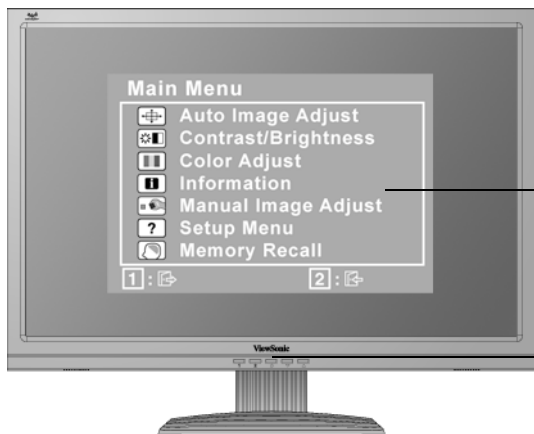 Main Menu
Auto Image Adjust
Contrast/Brightness
Color Adjust
Information
Manual Image Adjust
? Setup Menu
Memory Recall
1 : 2 :
ViewSonic